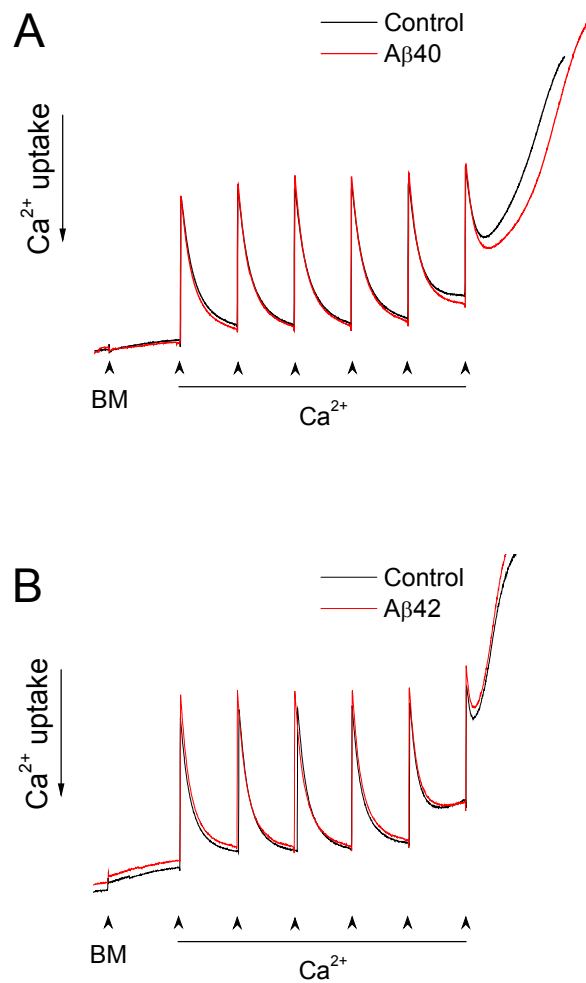 A
Control
Aβ40
Ca²⁺ uptake
BM
Ca²⁺
B
Control
Aβ42
Ca²⁺ uptake
BM
Ca²⁺